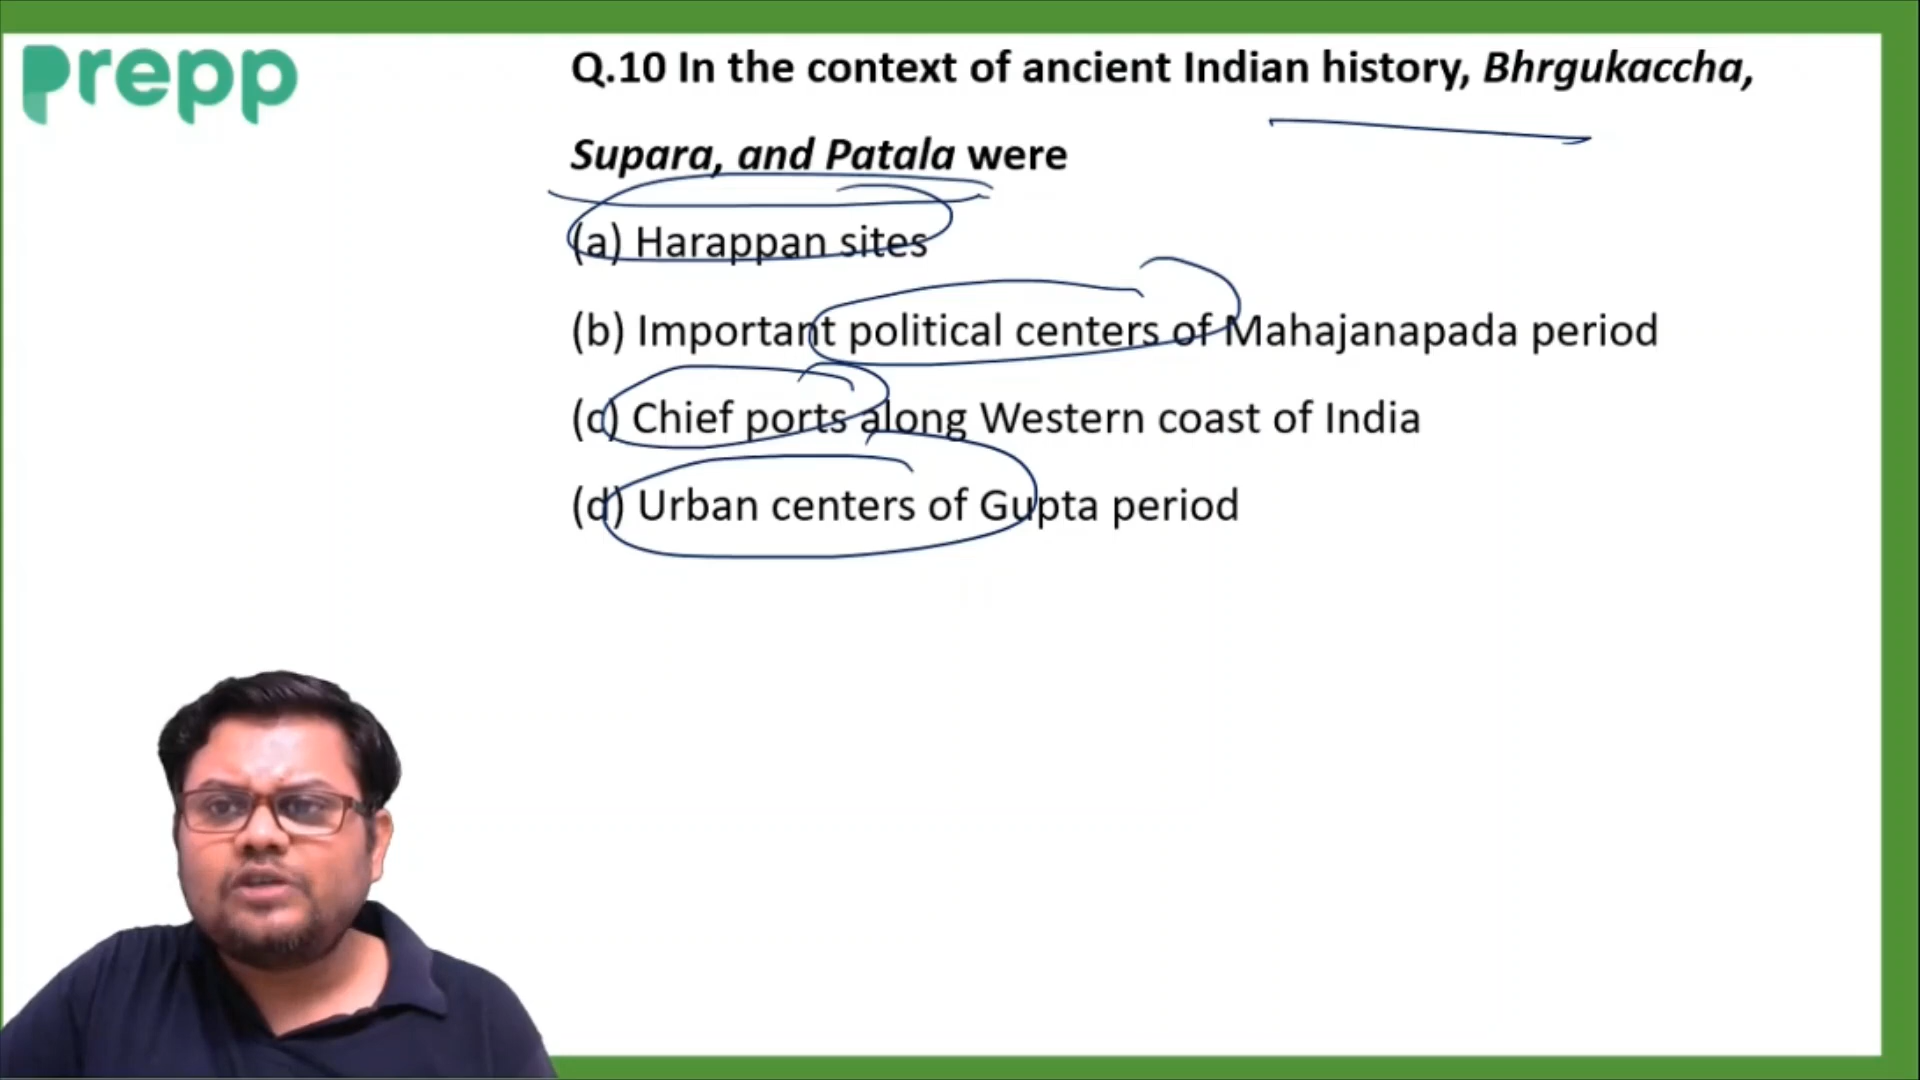 prepp
Q.10 In the context of ancient Indian history, Bhrgukaccha,
Supara, and Patala were
(a) Harappan sites
(b) Important political centers of Mahajanapada period
(c) Chief ports along Western coast of India
(d) Urban centers of Gupta period